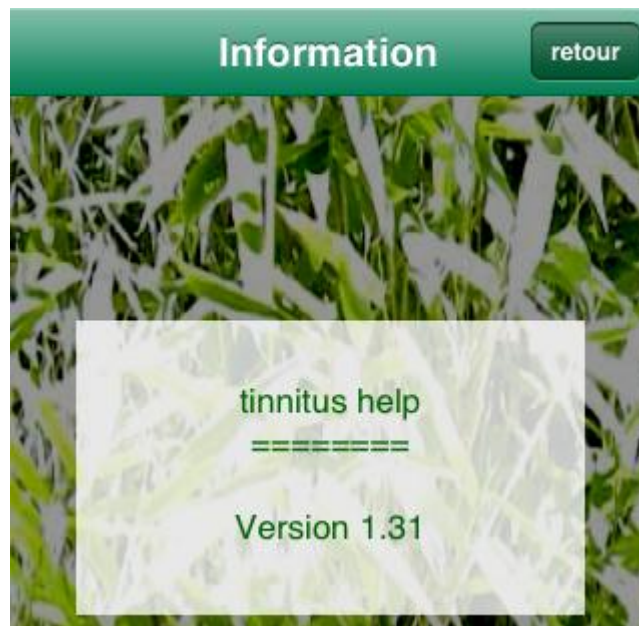 Information
retour
tinnitus help
========
Version 1.31